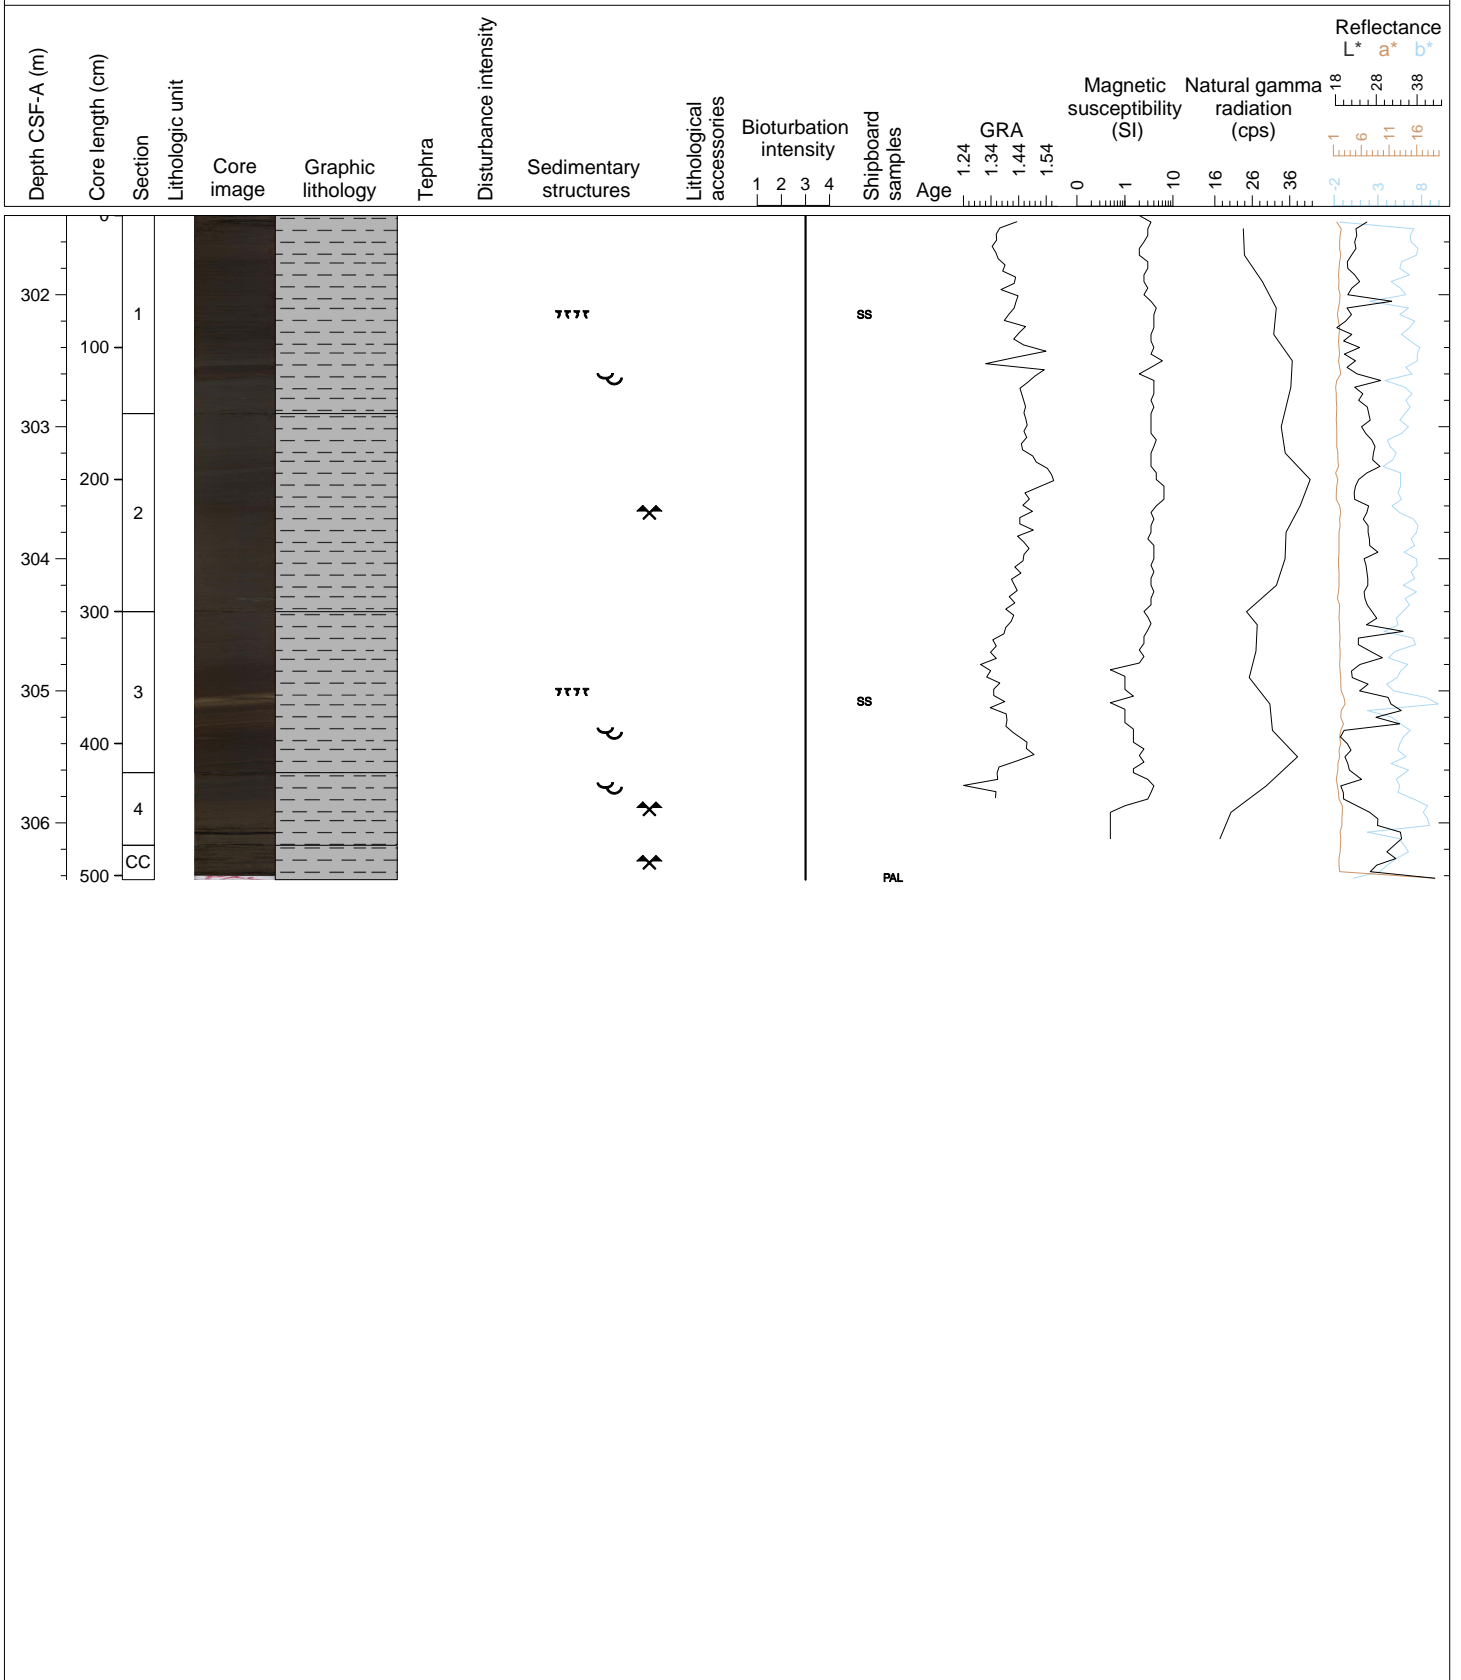 Depth CSF-A (m)
Core length (cm)
Section
Lithologic unit
Core
image
Graphic
lithology
Tephra
Disturbance intensity
Sedimentary
structures
Lithological
accessories
Bioturbation
intensity
1 2 3 4
Shipboard
samples
Age
GRA
1.24 1.34 1.44 1.54
Magnetic
susceptibility
(SI)
0 1 10
Natural gamma
radiation
(cps)
16 26 36
Reflectance
L* a* b*
18 28 38
1 6 11 16
-2 3 8
0
302
1
SS
100
303
200
2
304
300
3
305
SS
400
4
306
CC
500
PAL